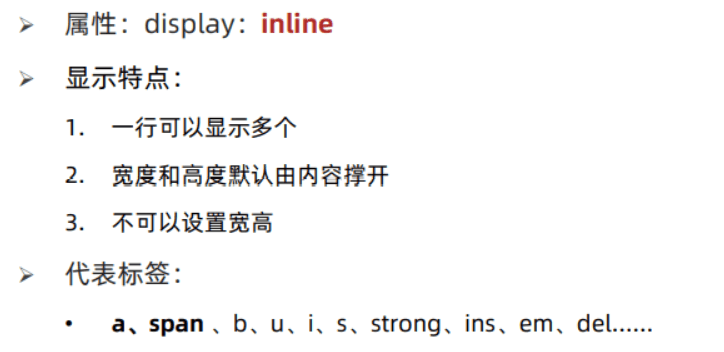 ➢ 属性：display：inline
➢ 显示特点：
1. 一行可以显示多个
2. 宽度和高度默认由内容撑开
3. 不可以设置宽高
➢ 代表标签：
• a、span 、b、u、i、s、strong、ins、em、del……